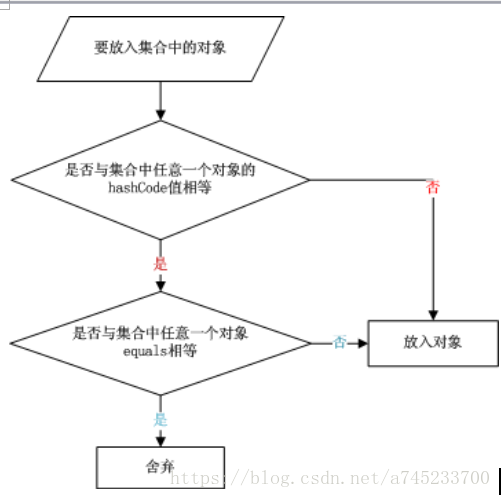 要放入集合中的对象
是否与集合中任意一个对象的
hashCode值相等
否
是
是否与集合中任意一个对象
equals相等
否
放入对象
是
舍弃
https://blog.csdn.net/a745233700